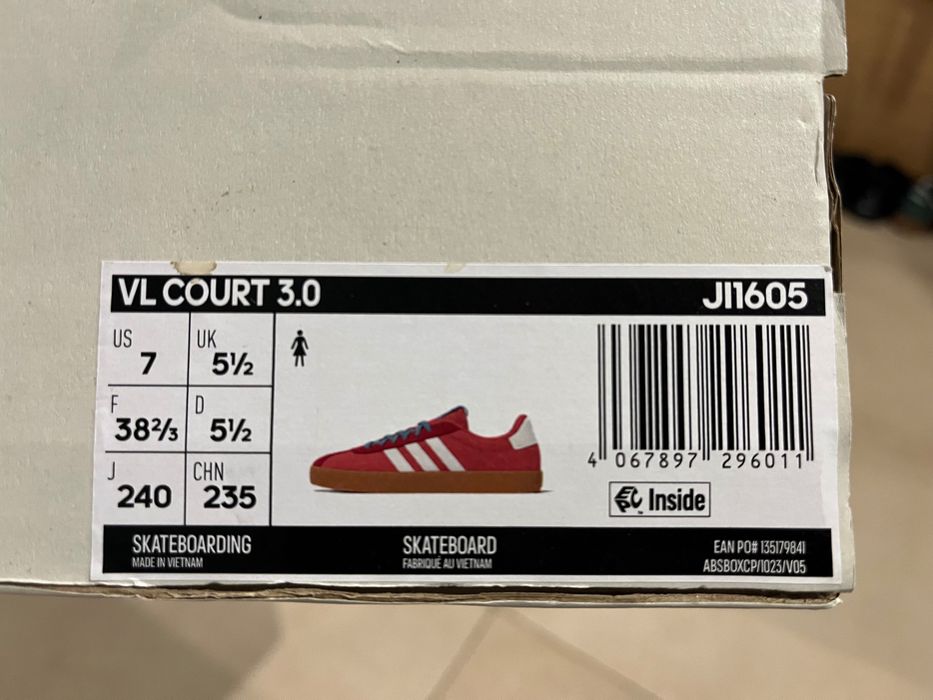 VL COURT 3.0 JI1605
US 7 UK 5½
F 38⅔ D 5½
J 240 CHN 235
4 067897 296011
EPC Inside
SKATEBOARDING SKATEBOARD EAN PO# 135179841
MADE IN VIETNAM FABRIQUÉ AU VIETNAM ABSBOXCP/1023/V05